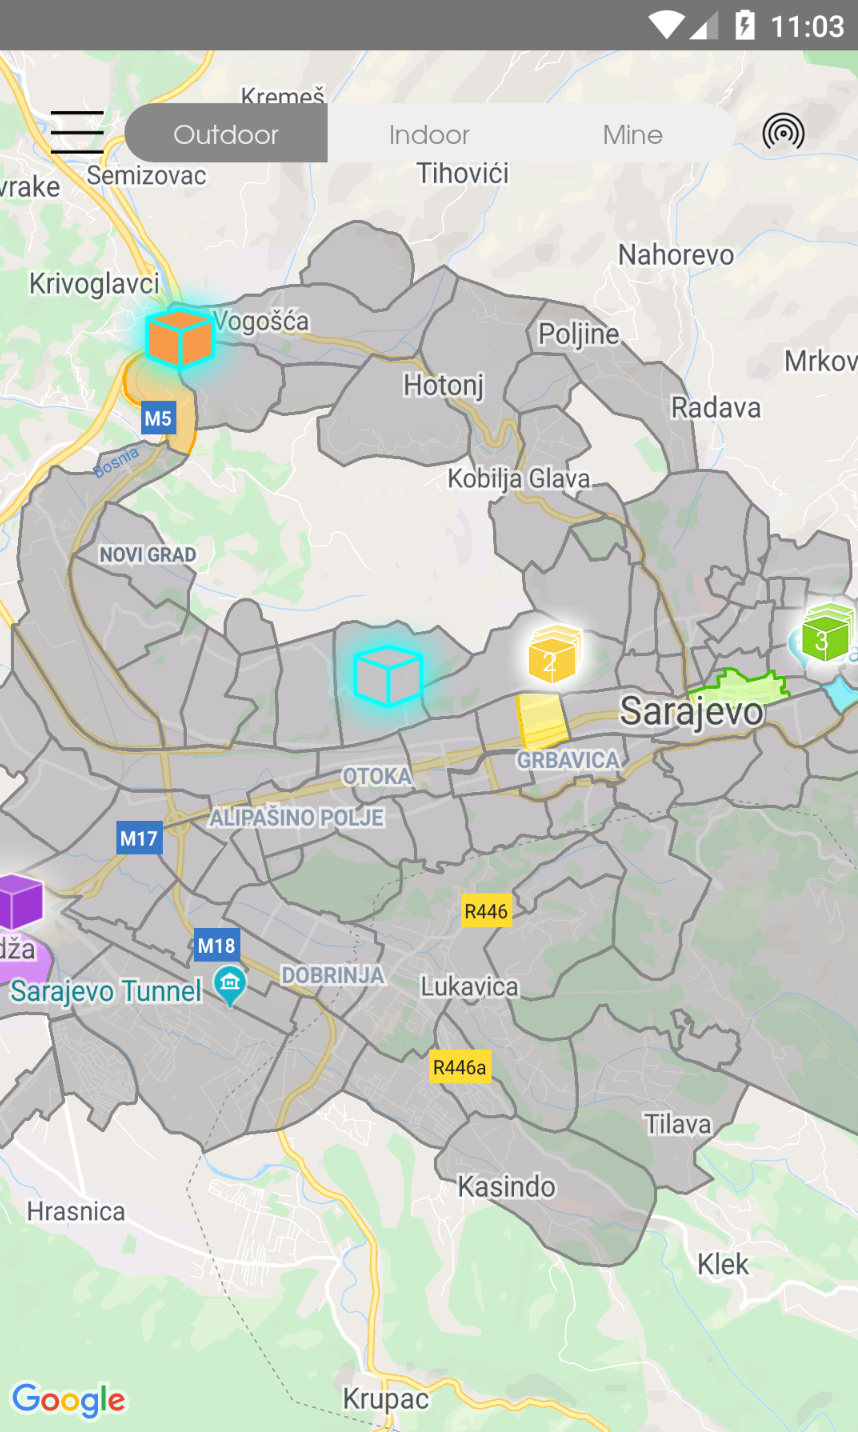 11:03
Kremeš
Outdoor
Indoor
Mine
Semizovac
Tihovići
vrake
Nahorevo
Krivoglavci
Vogošća
Poljine
Mrkov
Hotonj
Radava
M5
Bosnia
Kobilja Glava
NOVI GRAD
2
3
Sarajevo
GRBAVICA
OTOKA
ALIPAŠINO POLJE
M17
R446
M18
dža
DOBRINJA
Sarajevo Tunnel
Lukavica
R446a
Tilava
Kasindo
Hrasnica
Klek
Krupac
Google